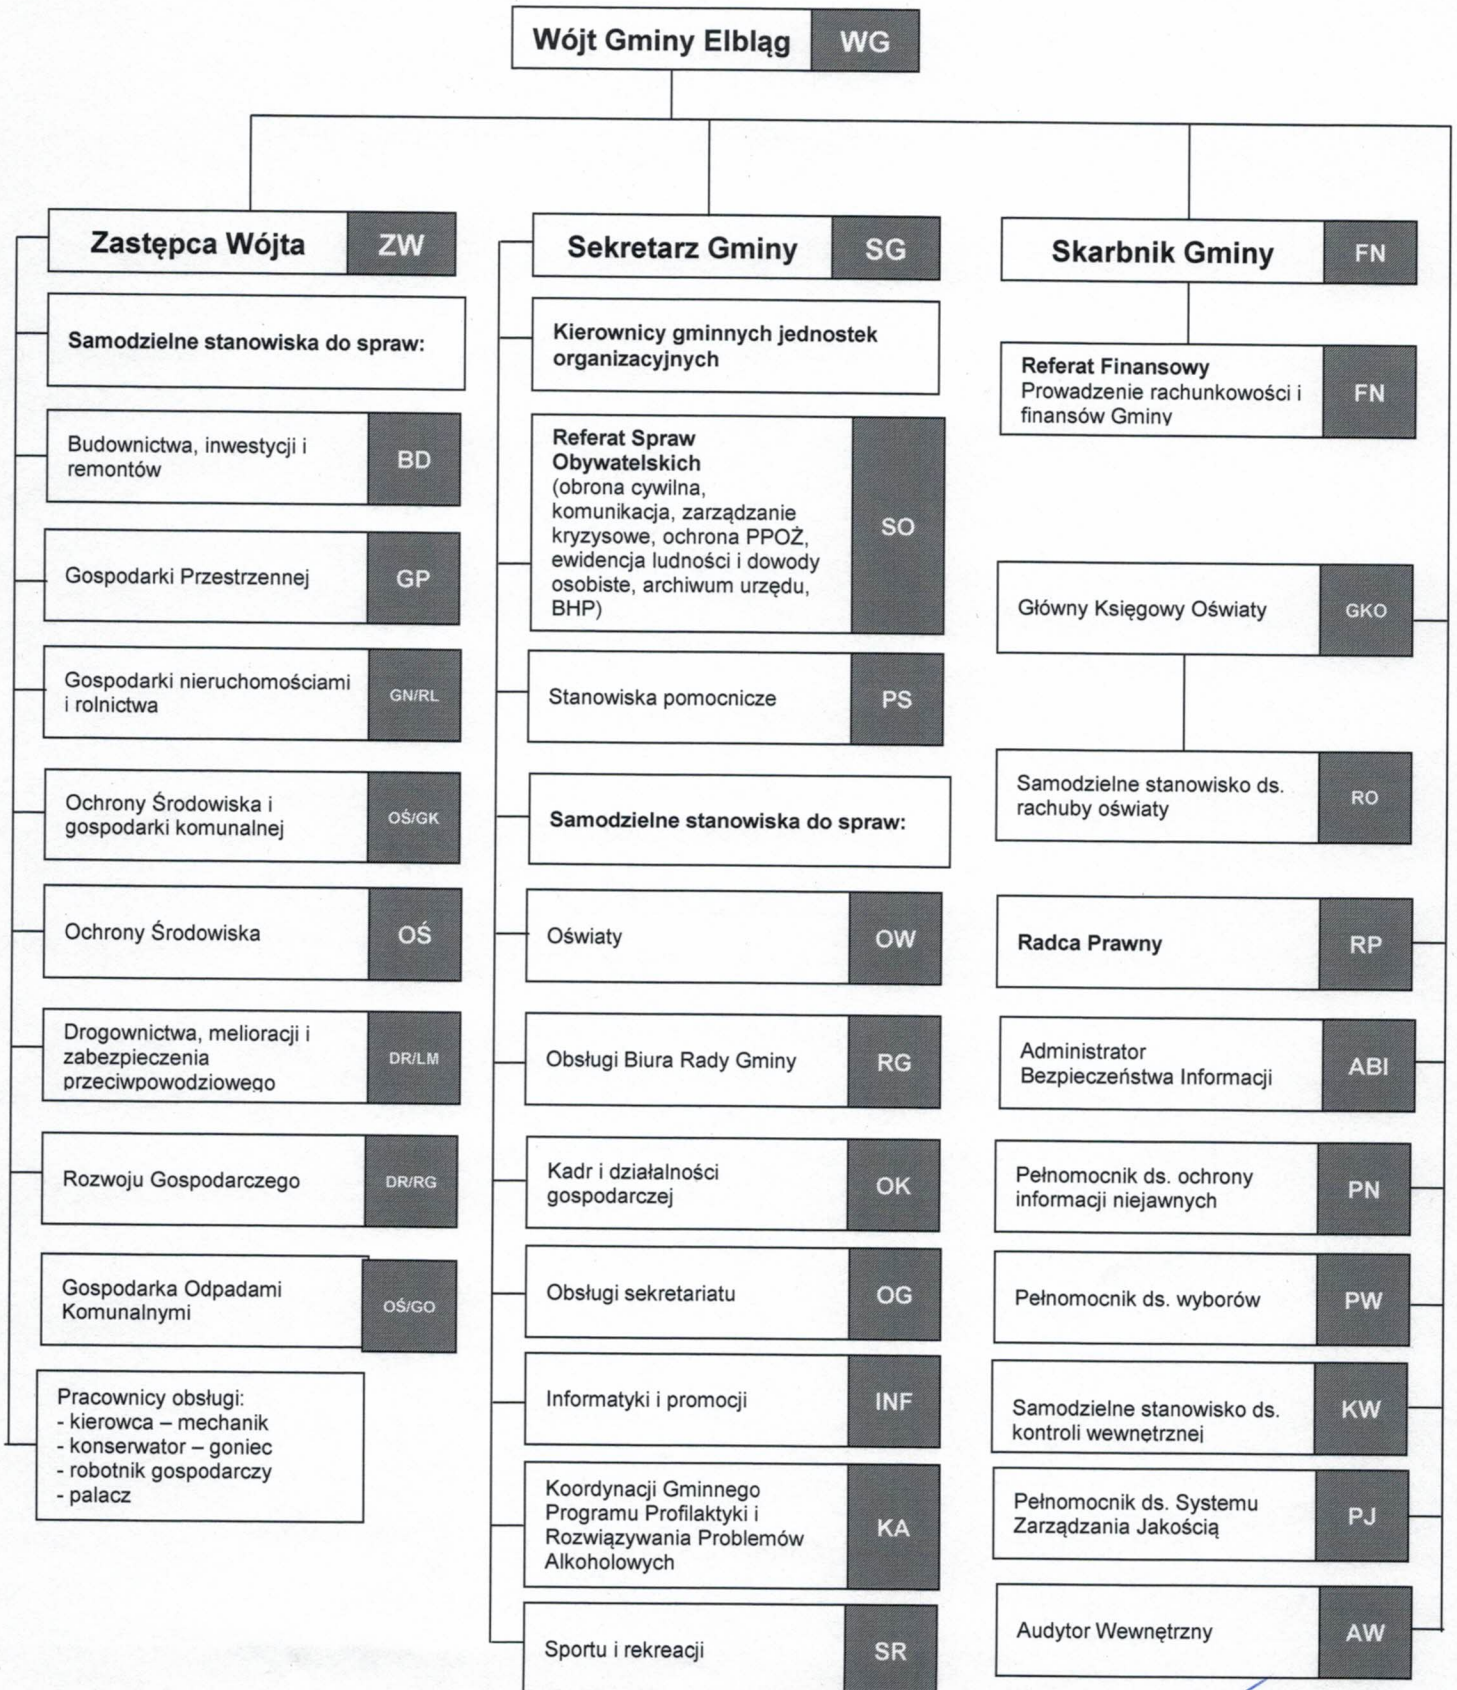 Wójt Gminy Elbląg WG
Zastępca Wójta ZW
Samodzielne stanowiska do spraw:
Budownictwa, inwestycji i
remontów
BD
Gospodarki Przestrzennej GP
Gospodarki nieruchomościami
i rolnictwa
GN/RL
Ochrony Środowiska i
gospodarki komunalnej
OŚ/GK
Ochrony Środowiska OŚ
Drogownictwa, melioracji i
zabezpieczenia
przeciwpowodziowego
DR/LM
Rozwoju Gospodarczego DR/RG
Gospodarka Odpadami
Komunalnymi
OŚ/GO
Pracownicy obsługi:
- kierowca – mechanik
- konserwator – goniec
- robotnik gospodarczy
- palacz
Sekretarz Gminy SG
Kierownicy gminnych jednostek
organizacyjnych
Referat Spraw
Obywatelskich
(obrona cywilna,
komunikacja, zarządzanie
kryzysowe, ochrona PPOŻ,
ewidencja ludności i dowody
osobiste, archiwum urzędu,
BHP)
SO
Stanowiska pomocnicze PS
Samodzielne stanowiska do spraw:
Oświaty OW
Obsługi Biura Rady Gminy RG
Kadr i działalności
gospodarczej
OK
Obsługi sekretariatu OG
Informatyki i promocji INF
Koordynacji Gminnego
Programu Profilaktyki i
Rozwiązywania Problemów
Alkoholowych
KA
Sportu i rekreacji SR
Skarbnik Gminy FN
Referat Finansowy
Prowadzenie rachunkowości i
finansów Gminy
FN
Główny Księgowy Oświaty GKO
Samodzielne stanowisko ds.
rachuby oświaty
RO
Radca Prawny RP
Administrator
Bezpieczeństwa Informacji
ABI
Pełnomocnik ds. ochrony
informacji niejawnych
PN
Pełnomocnik ds. wyborów PW
Samodzielne stanowisko ds.
kontroli wewnętrznej
KW
Pełnomocnik ds. Systemu
Zarządzania Jakością
PJ
Audytor Wewnętrzny AW